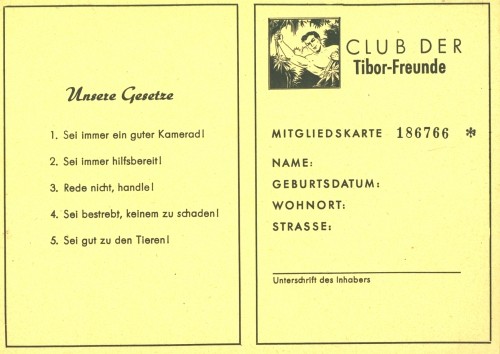 Unsere Gesetze
1. Sei immer ein guter Kamerad!
2. Sei immer hilfsbereit!
3. Rede nicht, handle!
4. Sei bestrebt, keinem zu schaden!
5. Sei gut zu den Tieren!
CLUB DER
Tibor-Freunde
MITGLIEDSKARTE 186766 *
NAME:
GEBURTSDATUM:
WOHNORT:
STRASSE:
Unterschrift des Inhabers